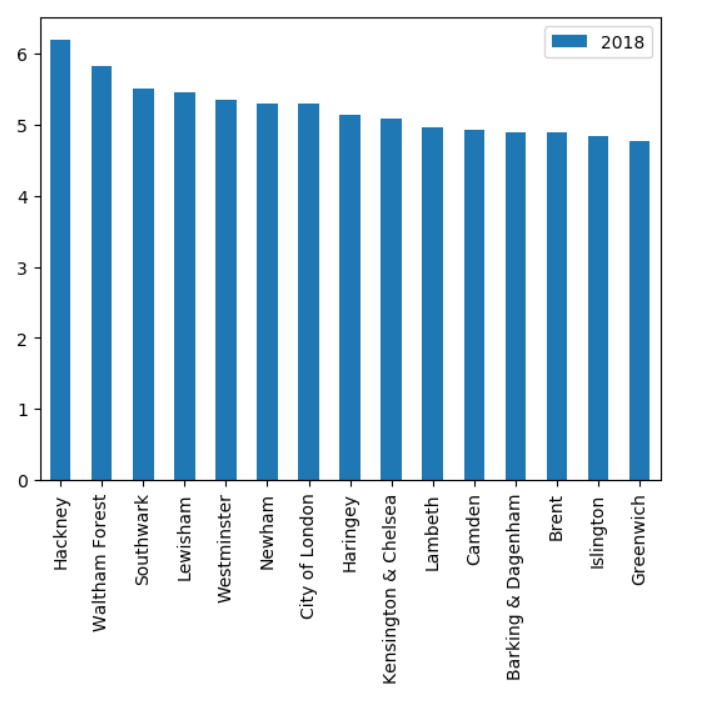 2018
6
5
4
3
2
1
0
Hackney
Waltham Forest
Southwark
Lewisham
Westminster
Newham
City of London
Haringey
Kensington & Chelsea
Lambeth
Camden
Barking & Dagenham
Brent
Islington
Greenwich